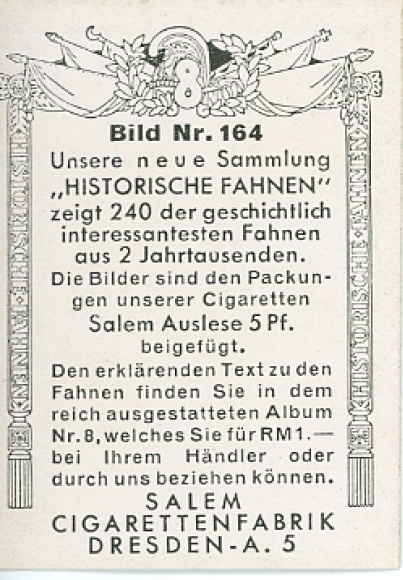 8
Bild Nr. 164
Unsere neue Sammlung
„HISTORISCHE FAHNEN"
zeigt 240 der geschichtlich
interessantesten Fahnen
aus 2 Jahrtausenden.
Die Bilder sind den Packun-
gen unserer Cigaretten
Salem Auslese 5 Pf.
beigefügt.
Den erklärenden Text zu den
Fahnen finden Sie in dem
reich ausgestatteten Album
Nr. 8, welches Sie für RM 1.—
bei Ihrem Händler oder
durch uns beziehen können.
SALEM
CIGARETTENFABRIK
DRESDEN-A. 5
HISTORISCHE·FAHNEN
HISTORISCHE·FAHNEN